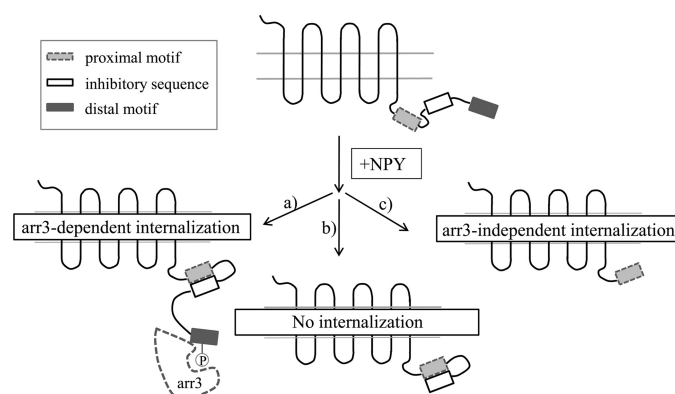 proximal motif
inhibitory sequence
distal motif
+NPY
a)
b)
c)
arr3-dependent internalization
arr3-independent internalization
No internalization
P
arr3